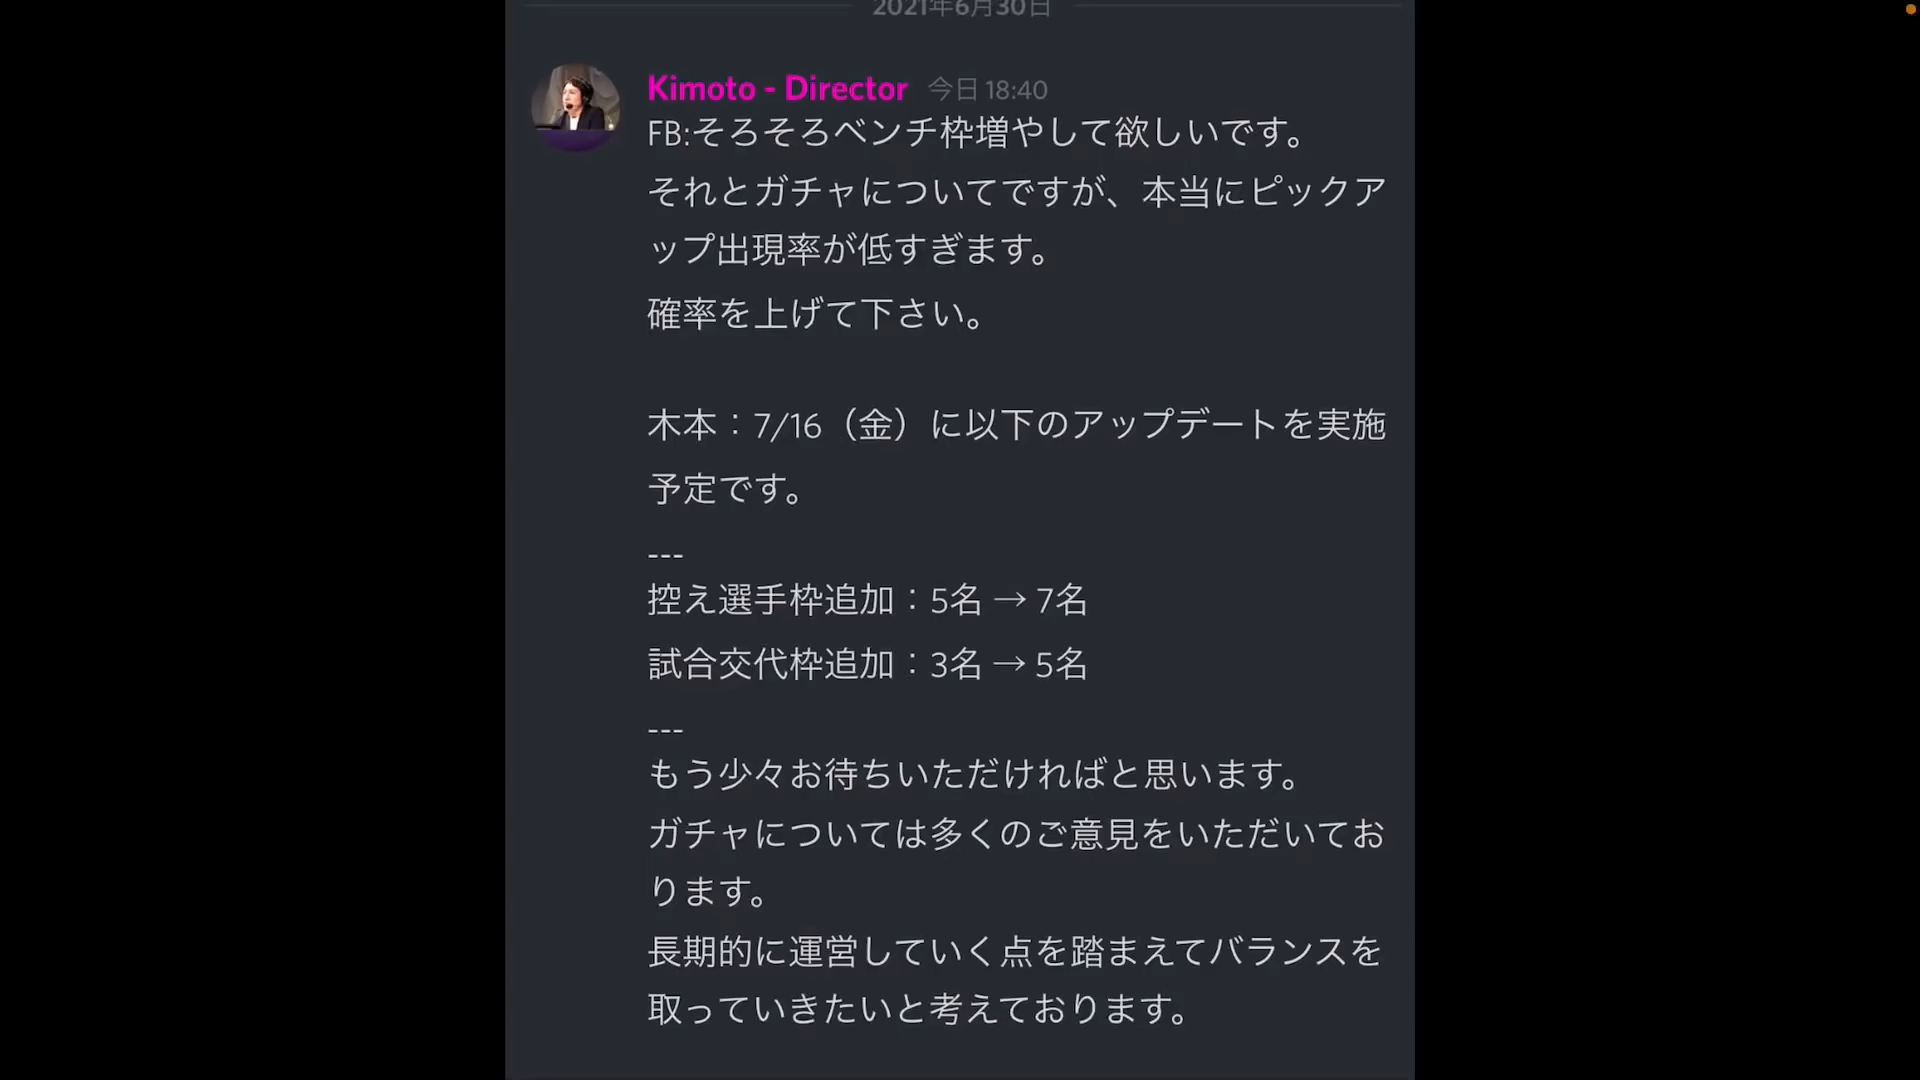 2021年6月30日
Kimoto - Director 今日 18:40
FB:そろそろベンチ枠増やして欲しいです。
それとガチャについてですが、本当にピックア
ップ出現率が低すぎます。
確率を上げて下さい。
木本：7/16（金）に以下のアップデートを実施
予定です。
---
控え選手枠追加：5名 → 7名
試合交代枠追加：3名 → 5名
---
もう少々お待ちいただければと思います。
ガチャについては多くのご意見をいただいてお
ります。
長期的に運営していく点を踏まえてバランスを
取っていきたいと考えております。